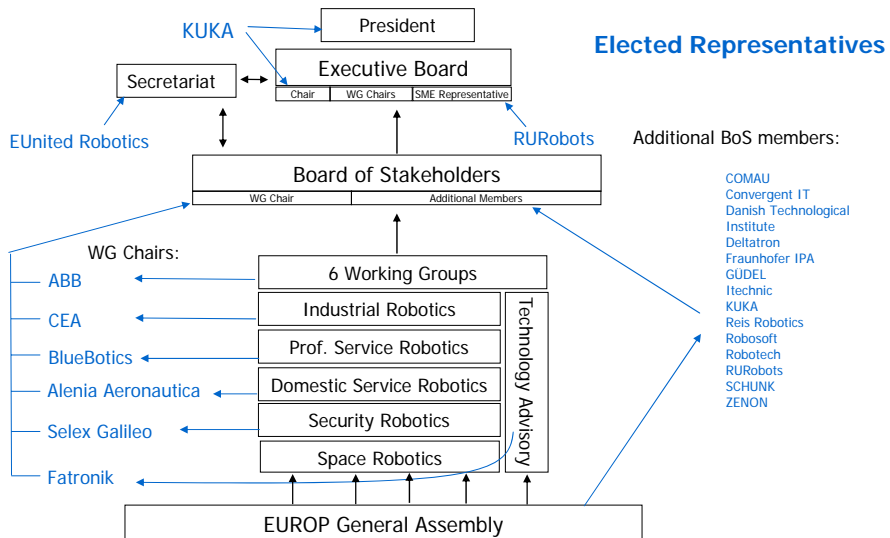 President
KUKA
Elected Representatives
Executive Board
Secretariat
Chair
WG Chairs
SME Representative
EUnited Robotics
RURobots
Additional BoS members:
Board of Stakeholders
WG Chair
Additional Members
COMAU
Convergent IT
Danish Technological
Institute
Deltatron
Fraunhofer IPA
GÜDEL
Itechnic
KUKA
Reis Robotics
Robosoft
Robotech
RURobots
SCHUNK
ZENON
WG Chairs:
ABB
CEA
BlueBotics
Alenia Aeronautica
Selex Galileo
Fatronik
6 Working Groups
Industrial Robotics
Prof. Service Robotics
Domestic Service Robotics
Security Robotics
Space Robotics
Technology Advisory
EUROP General Assembly